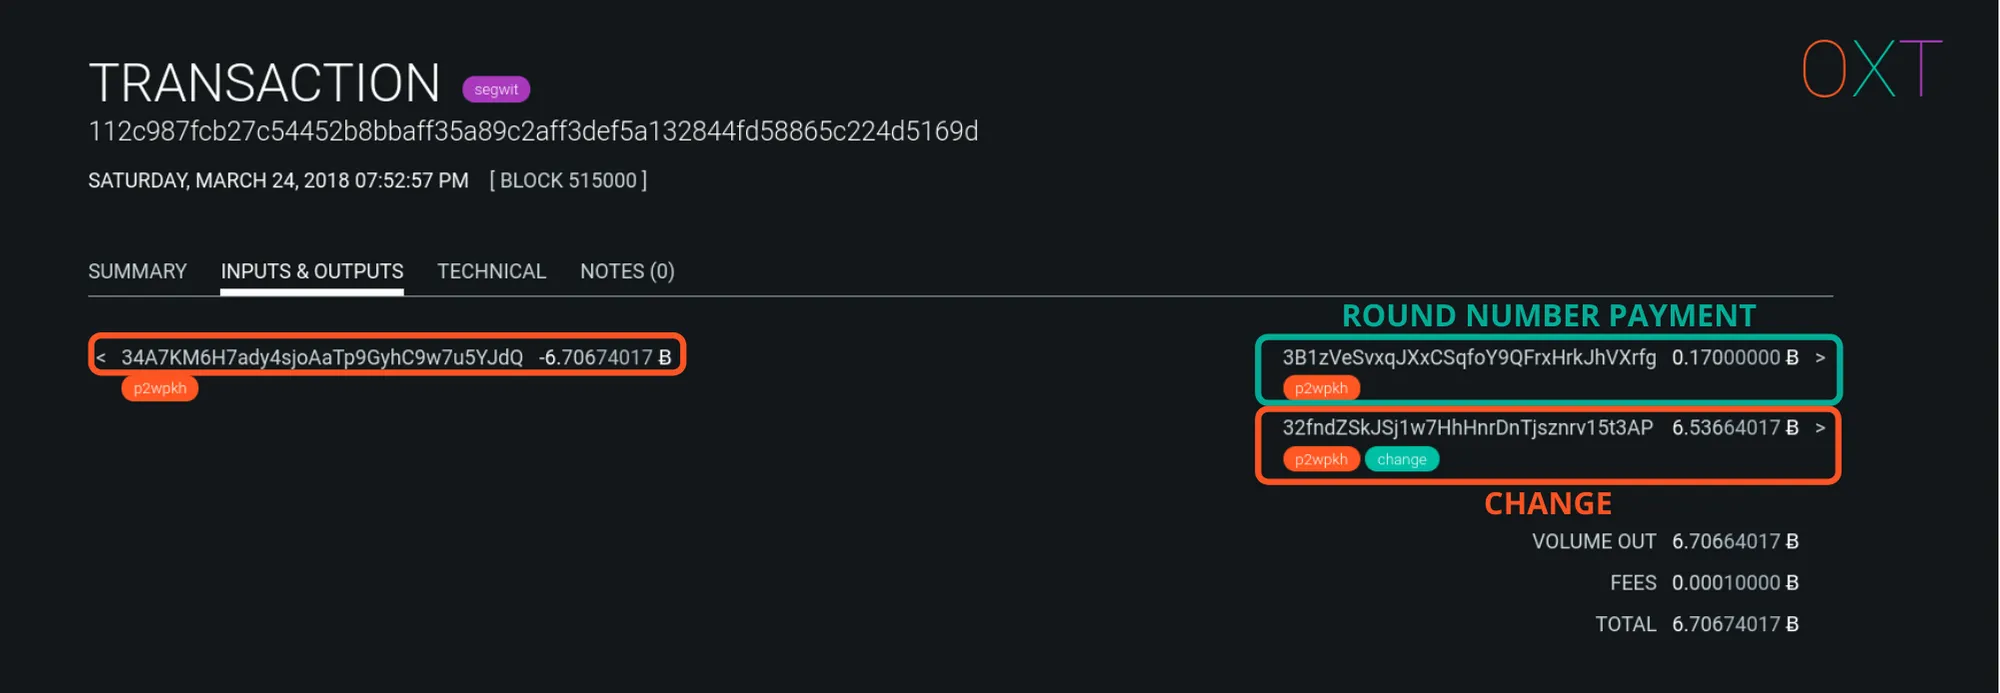 OXT
TRANSACTION segwit
112c987fcb27c54452b8bbaff35a89c2aff3def5a132844fd58865c224d5169d
SATURDAY, MARCH 24, 2018 07:52:57 PM [ BLOCK 515000 ]
SUMMARY INPUTS & OUTPUTS TECHNICAL NOTES (0)
ROUND NUMBER PAYMENT
< 34A7KM6H7ady4sjoAaTp9GyhC9w7u5YJdQ -6.70674017 Ƀ
p2wpkh
3B1zVeSvxqJXxCSqfoY9QFrxHrkJhVXrfg 0.17000000 Ƀ >
p2wpkh
32fndZSkJSj1w7HhHnrDnTjsznrv15t3AP 6.53664017 Ƀ >
p2wpkh change
CHANGE
VOLUME OUT 6.70664017 Ƀ
FEES 0.00010000 Ƀ
TOTAL 6.70674017 Ƀ